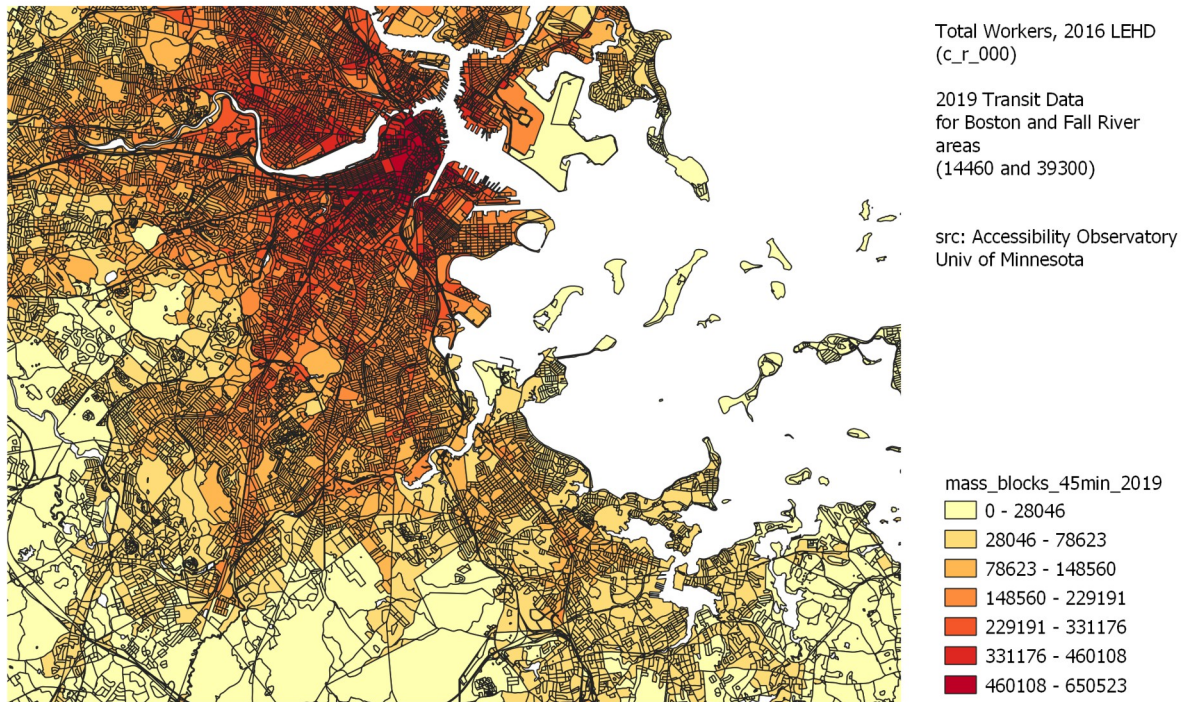 Total Workers, 2016 LEHD
(c_r_000)
2019 Transit Data
for Boston and Fall River
areas
(14460 and 39300)
src: Accessibility Observatory
Univ of Minnesota
mass_blocks_45min_2019
0 - 28046
28046 - 78623
78623 - 148560
148560 - 229191
229191 - 331176
331176 - 460108
460108 - 650523